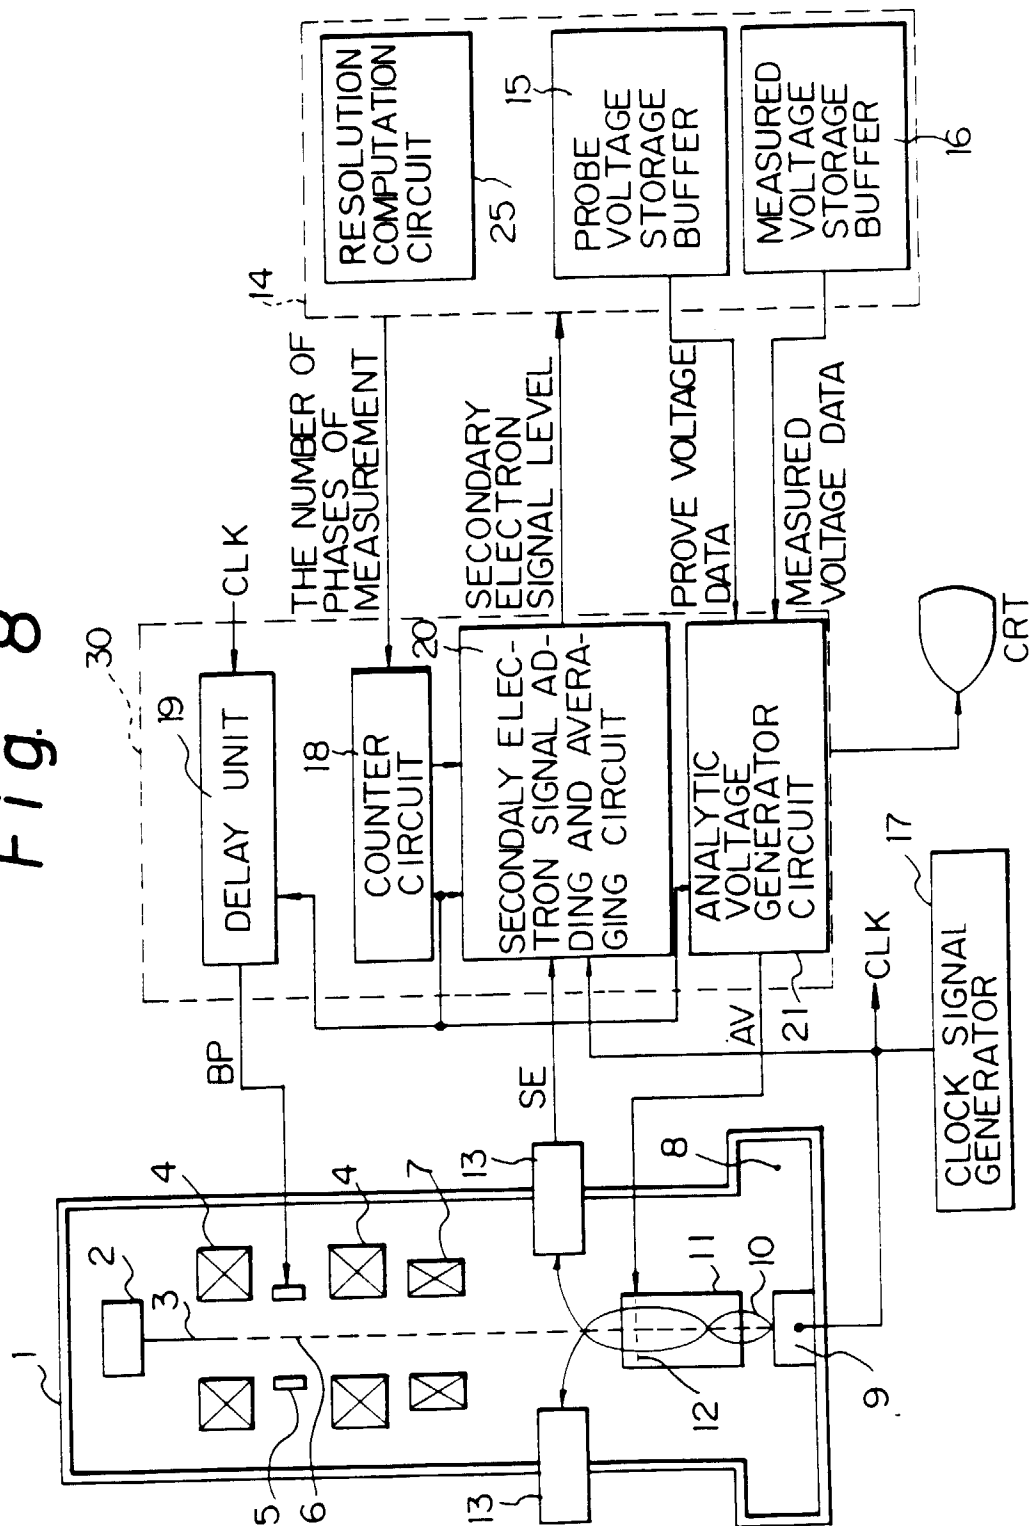 Fig. 8
1
2
3
4
5
6
4
7
13
13
8
9
10
11
12
BP
SE
AV
30
19
DELAY UNIT
CLK
18
COUNTER
CIRCUIT
20
SECONDALY ELEC-
TRON SIGNAL AD-
DING AND AVERA-
GING CIRCUIT
ANALYTIC
VOLTAGE
GENERATOR
CIRCUIT
21
CLK
17
CLOCK SIGNAL
GENERATOR
CRT
THE NUMBER OF
PHASES OF
MEASUREMENT
SECONDARY
ELECTRON
SIGNAL LEVEL
PROVE VOLTAGE
DATA
MEASURED
VOLTAGE DATA
14
RESOLUTION
COMPUTATION
CIRCUIT
25
15
PROBE
VOLTAGE
STORAGE
BUFFER
MEASURED
VOLTAGE
STORAGE
BUFFER
16